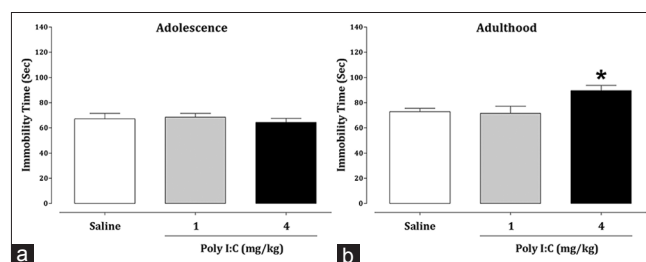 Adolescence
Immobility Time (Sec)
140
120
100
80
60
40
20
0
Saline
1
4
Poly I:C (mg/kg)
a
Adulthood
Immobility Time (Sec)
140
120
100
80
60
40
20
0
*
Saline
1
4
Poly I:C (mg/kg)
b